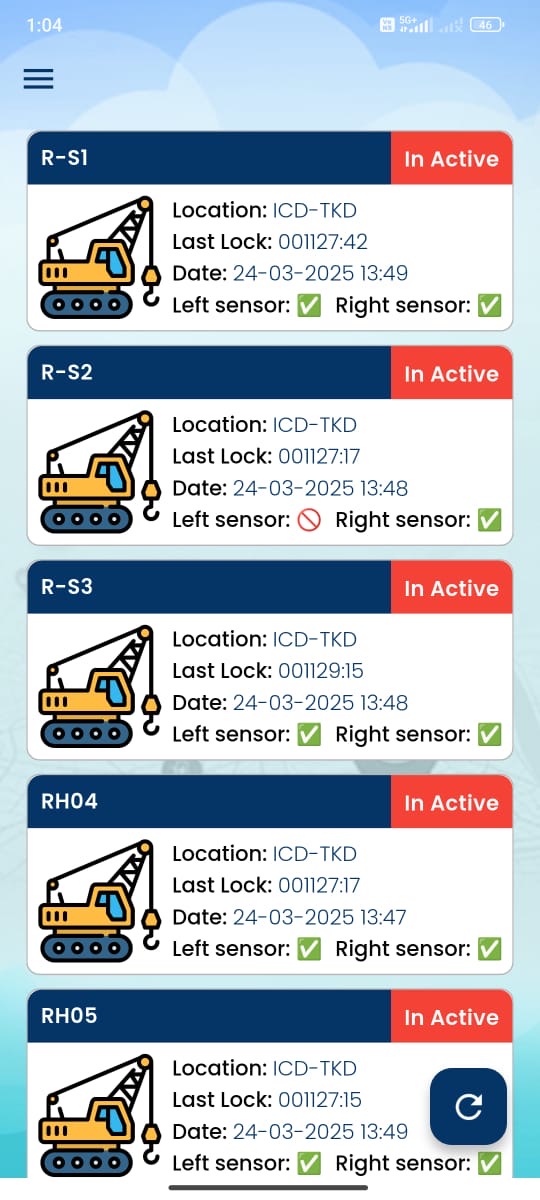 1:04
5G+
46
R-S1
In Active
Location: ICD-TKD
Last Lock: 001127:42
Date: 24-03-2025 13:49
Left sensor: ✅ Right sensor: ✅
R-S2
In Active
Location: ICD-TKD
Last Lock: 001127:17
Date: 24-03-2025 13:48
Left sensor: 🚫 Right sensor: ✅
R-S3
In Active
Location: ICD-TKD
Last Lock: 001129:15
Date: 24-03-2025 13:48
Left sensor: ✅ Right sensor: ✅
RH04
In Active
Location: ICD-TKD
Last Lock: 001127:17
Date: 24-03-2025 13:47
Left sensor: ✅ Right sensor: ✅
RH05
In Active
Location: ICD-TKD
Last Lock: 001127:15
Date: 24-03-2025 13:49
Left sensor: ✅ Right sensor: ✅